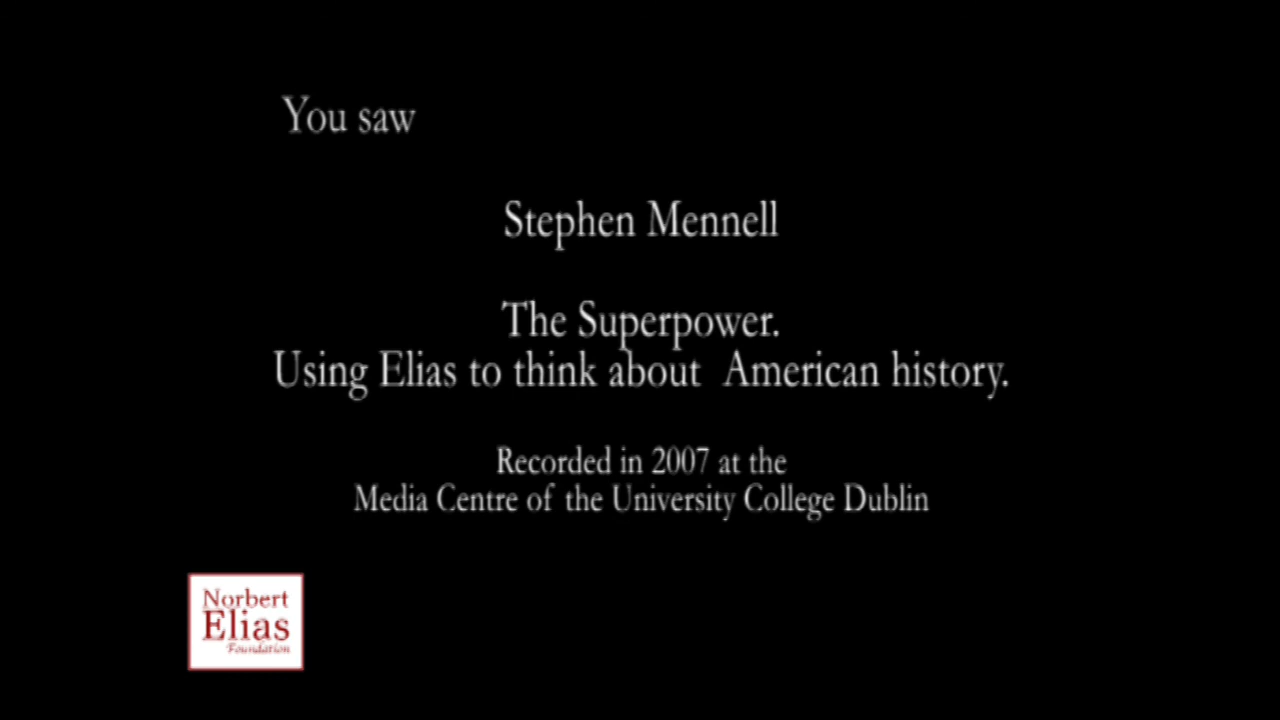 You saw
Stephen Mennell
The Superpower.
Using Elias to think about American history.
Recorded in 2007 at the
Media Centre of the University College Dublin
Norbert
Elias
Foundation